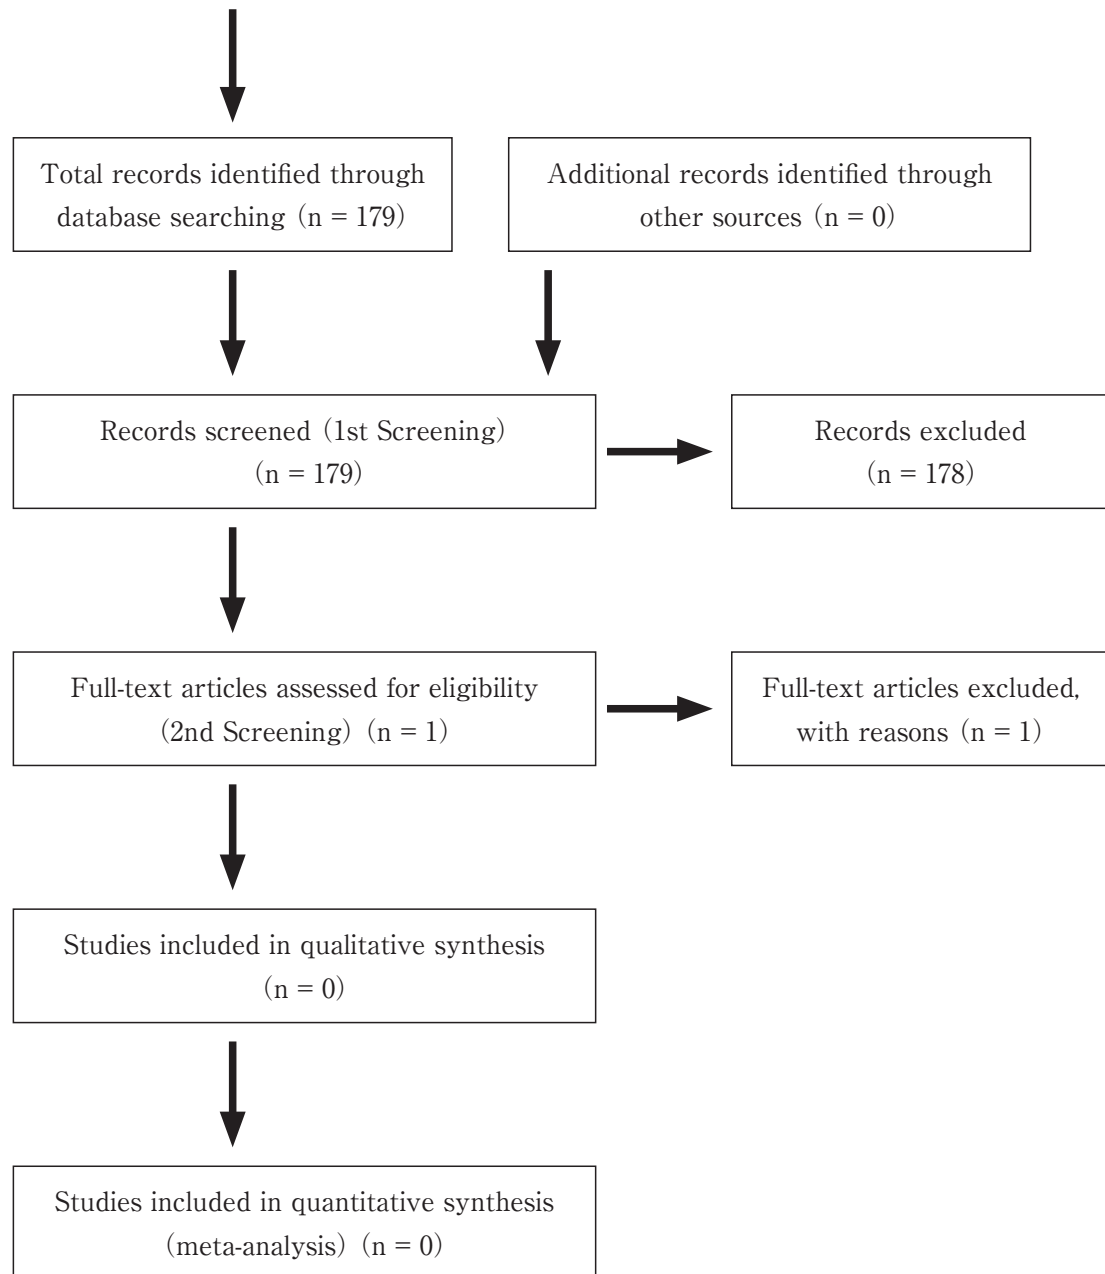 Total records identified through
database searching (n = 179)
Additional records identified through
other sources (n = 0)
Records screened (1st Screening)
(n = 179)
Records excluded
(n = 178)
Full-text articles assessed for eligibility
(2nd Screening) (n = 1)
Full-text articles excluded,
with reasons (n = 1)
Studies included in qualitative synthesis
(n = 0)
Studies included in quantitative synthesis
(meta-analysis) (n = 0)